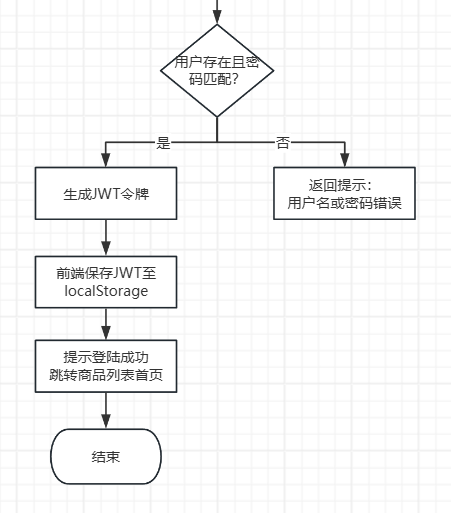 用户存在且密
码匹配?
是
否
生成JWT令牌
返回提示：
用户名或密码错误
前端保存JWT至
localStorage
提示登陆成功
跳转商品列表首页
结束